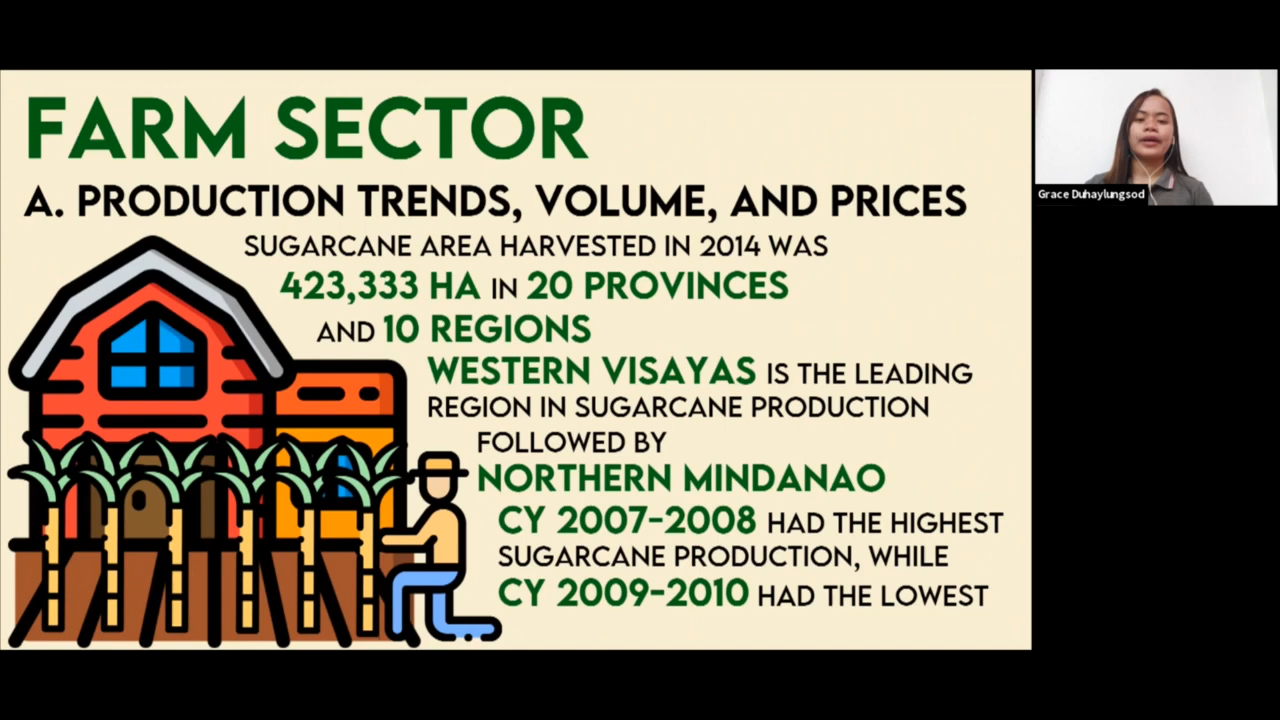 FARM SECTOR
A. PRODUCTION TRENDS, VOLUME, AND PRICES
SUGARCANE AREA HARVESTED IN 2014 WAS
423,333 HA IN 20 PROVINCES
AND 10 REGIONS
WESTERN VISAYAS IS THE LEADING
REGION IN SUGARCANE PRODUCTION
FOLLOWED BY
NORTHERN MINDANAO
CY 2007-2008 HAD THE HIGHEST
SUGARCANE PRODUCTION, WHILE
CY 2009-2010 HAD THE LOWEST
Grace Duhaylungsod